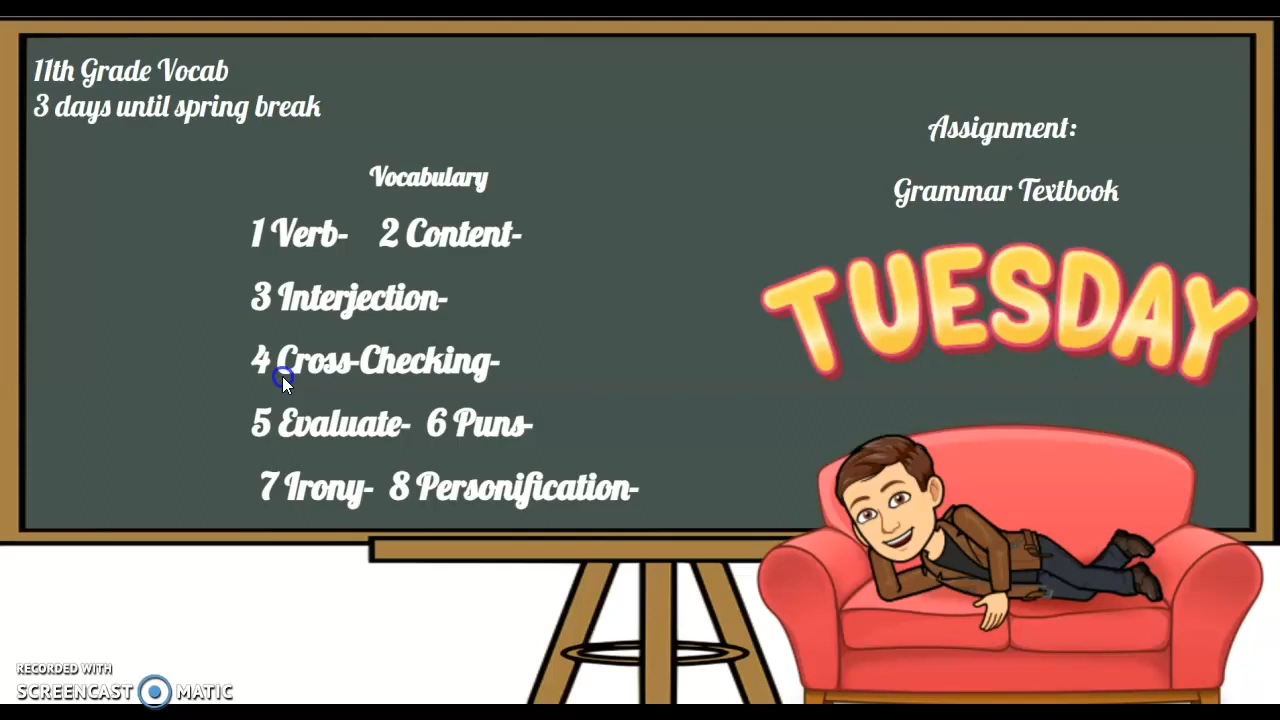 11th Grade Vocab
3 days until spring break
Assignment:
Grammar Textbook
Vocabulary
1 Verb- 2 Content-
3 Interjection-
4 Cross-Checking-
5 Evaluate- 6 Puns-
7 Irony- 8 Personification-
TUESDAY
RECORDED WITH
SCREENCAST MATIC